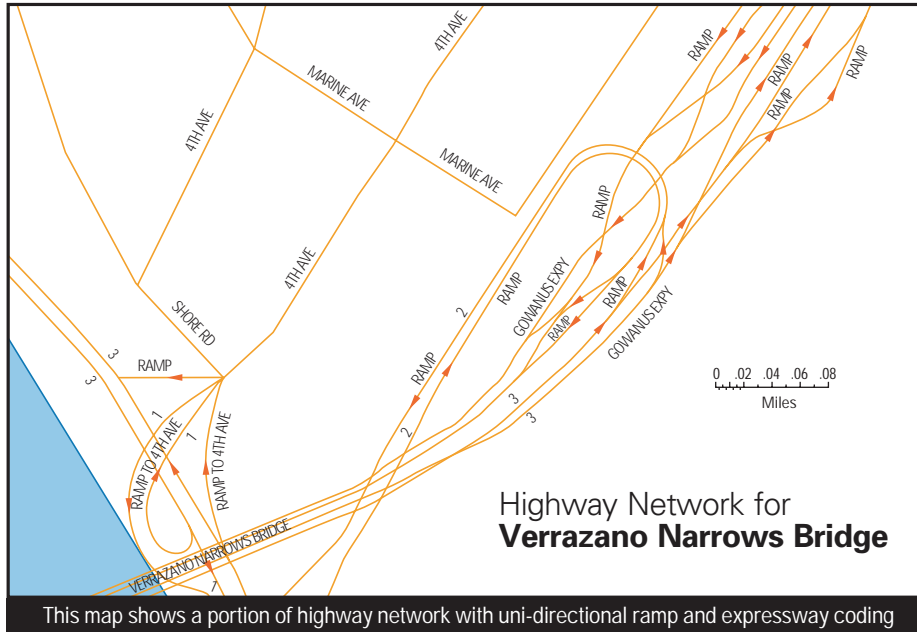 4TH AVE
RAMP
MARINE AVE
RAMP
RAMP
RAMP
RAMP
4TH AVE
MARINE AVE
RAMP
4TH AVE
RAMP
GOWANUS EXPY
RAMP
RAMP
GOWANUS EXPY
SHORE RD
2
3
RAMP
3
RAMP
0 .02 .04 .06 .08
Miles
1
1
3
3
RAMP TO 4TH AVE
RAMP TO 4TH AVE
2
VERRAZANO NARROWS BRIDGE
1
Highway Network for
Verrazano Narrows Bridge
This map shows a portion of highway network with uni-directional ramp and expressway coding